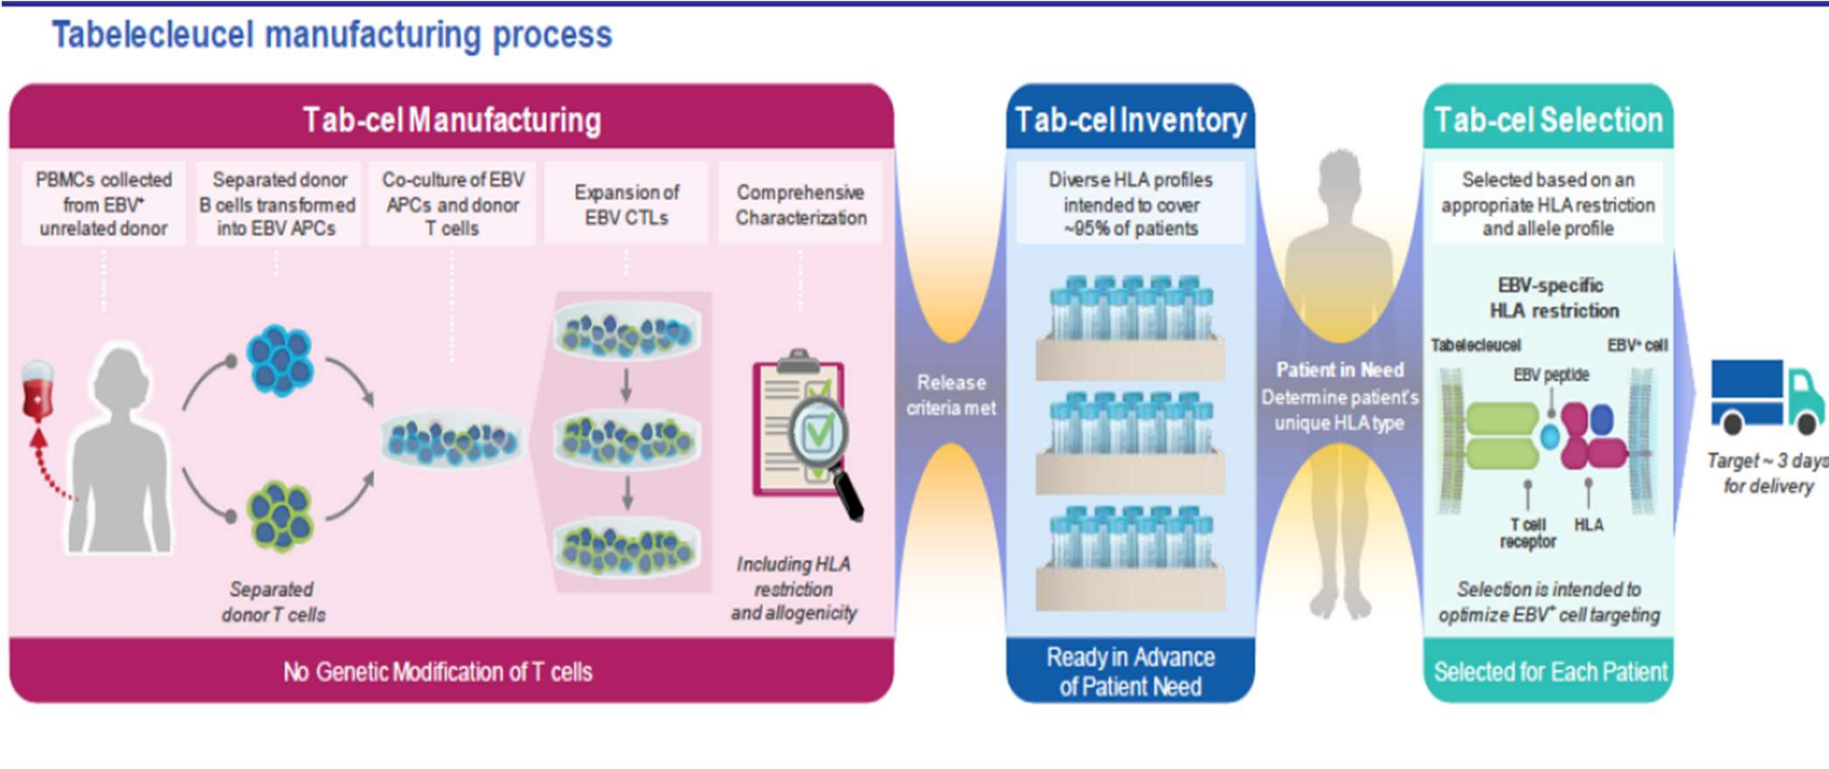 Tabelecleucel manufacturing process
Tab-cel Manufacturing
PBMCs collected
from EBV⁺
unrelated donor
Separated donor
B cells transformed
into EBV APCs
Co-culture of EBV
APCs and donor
T cells
Expansion of
EBV CTLs
Comprehensive
Characterization
Separated
donor T cells
Including HLA
restriction
and allogenicity
No Genetic Modification of T cells
Release
criteria met
Tab-cel Inventory
Diverse HLA profiles
intended to cover
~95% of patients
Ready in Advance
of Patient Need
Patient in Need
Determine patient's
unique HLA type
Tab-cel Selection
Selected based on an
appropriate HLA restriction
and allele profile
EBV-specific
HLA restriction
Tabelecleucel
EBV⁺ cell
EBV peptide
T cell
receptor
HLA
Selection is intended to
optimize EBV⁺ cell targeting
Selected for Each Patient
Target ~ 3 days
for delivery